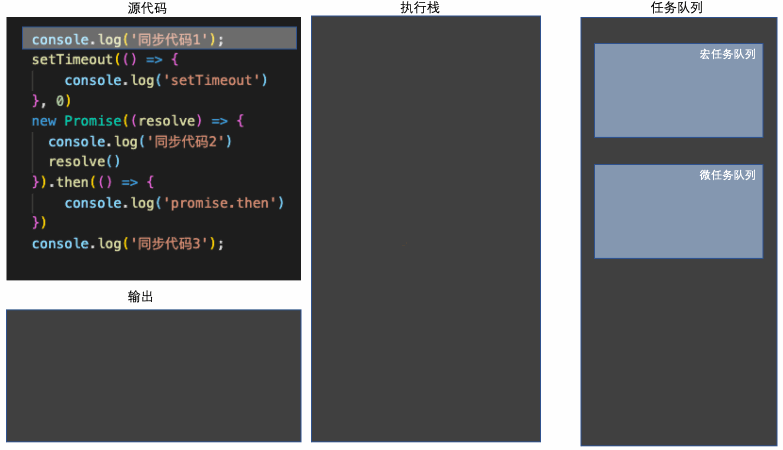 源代码
console.log('同步代码1');
setTimeout(() => {
console.log('setTimeout')
}, 0)
new Promise((resolve) => {
console.log('同步代码2')
resolve()
}).then(() => {
console.log('promise.then')
})
console.log('同步代码3');
输出
执行栈
任务队列
宏任务队列
微任务队列